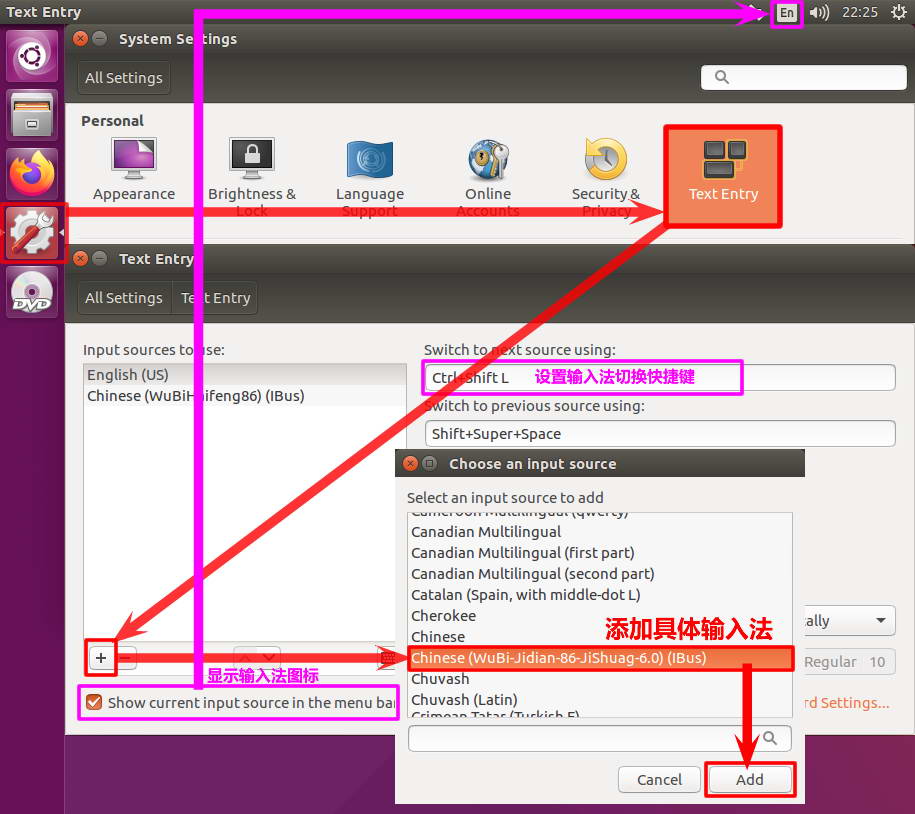 Text Entry
En
22:25
System Settings
All Settings
Personal
Appearance
Brightness &
Lock
Language
Support
Online
Accounts
Security &
Privacy
Text Entry
DVD
Text Entry
All Settings
Text Entry
Input sources to use:
English (US)
Chinese (WuBiHaifeng86) (IBus)
Switch to next source using:
Ctrl+Shift L
设置输入法切换快捷键
Switch to previous source using:
Shift+Super+Space
Choose an input source
Select an input source to add
Cameroon Multilingual (qwerty)
Canadian Multilingual
Canadian Multilingual (first part)
Canadian Multilingual (second part)
Catalan (Spain, with middle-dot L)
Cherokee
Chinese
添加具体输入法
Chinese (WuBi-Jidian-86-JiShuag-6.0) (IBus)
Chuvash
Chuvash (Latin)
Crimean Tatar (Turkish F)
Cancel
Add
显示输入法图标
Show current input source in the menu bar
ally
Regular 10
rd Settings...